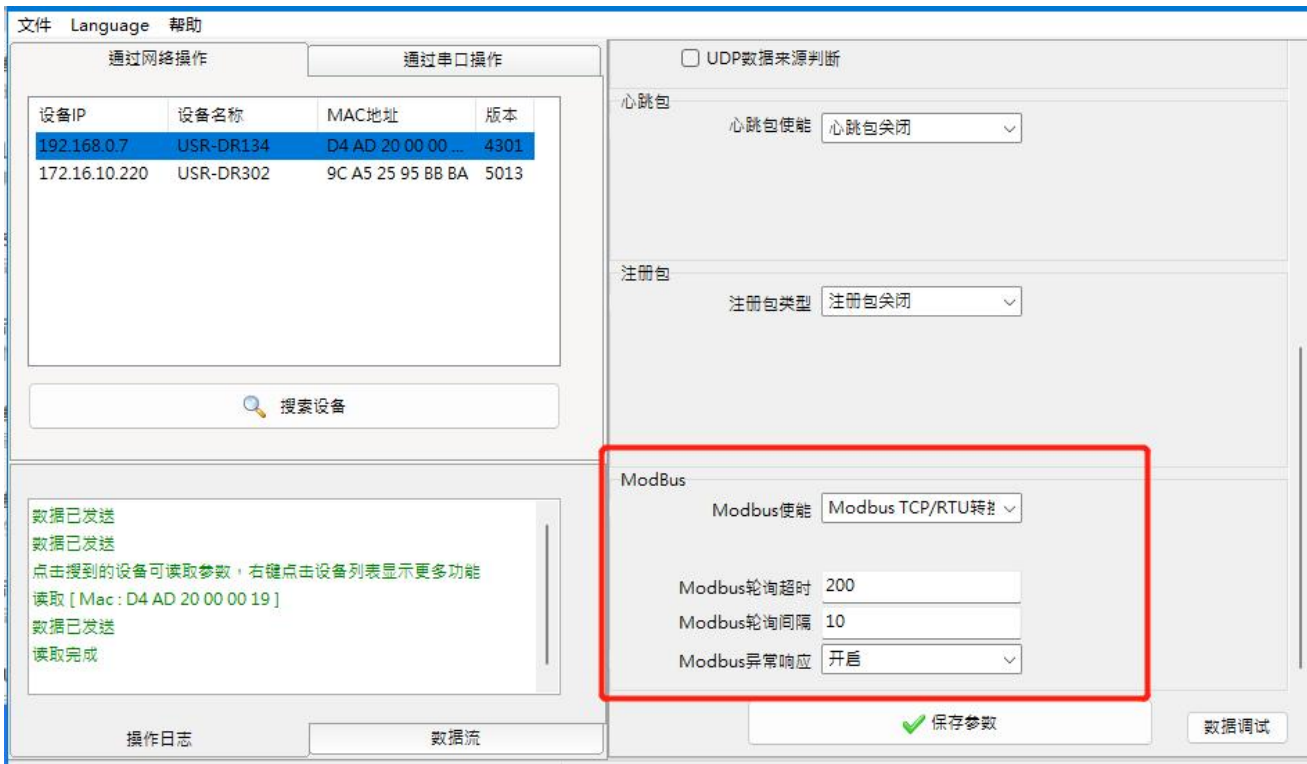 文件 Language 帮助
通过网络操作 通过串口操作
设备IP 设备名称 MAC地址 版本
192.168.0.7 USR-DR134 D4 AD 20 00 00 ... 4301
172.16.10.220 USR-DR302 9C A5 25 95 BB BA 5013
搜索设备
数据已发送
数据已发送
点击搜到的设备可读取参数，右键点击设备列表显示更多功能
读取 [ Mac : D4 AD 20 00 00 19 ]
数据已发送
读取完成
操作日志 数据流
UDP数据来源判断
心跳包
心跳包使能 心跳包关闭
注册包
注册包类型 注册包关闭
ModBus
Modbus使能 Modbus TCP/RTU转
Modbus轮询超时 200
Modbus轮询间隔 10
Modbus异常响应 开启
保存参数 数据调试